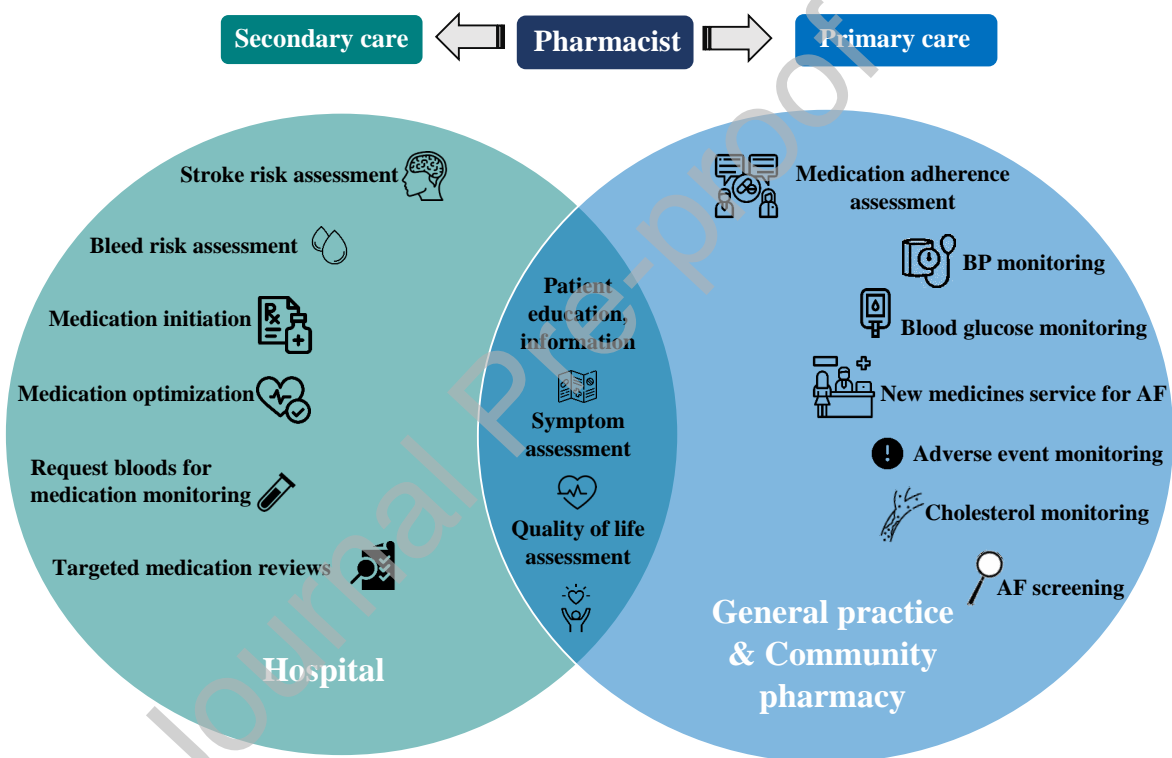 Secondary care
Pharmacist
Primary care
Stroke risk assessment
Bleed risk assessment
Medication initiation
Rx
Medication optimization
Request bloods for
medication monitoring
Targeted medication reviews
Hospital
Patient
education,
information
Symptom
assessment
Quality of life
assessment
Medication adherence
assessment
BP monitoring
Blood glucose monitoring
New medicines service for AF
Adverse event monitoring
Cholesterol monitoring
AF screening
General practice
& Community
pharmacy
Journal Pre-proof